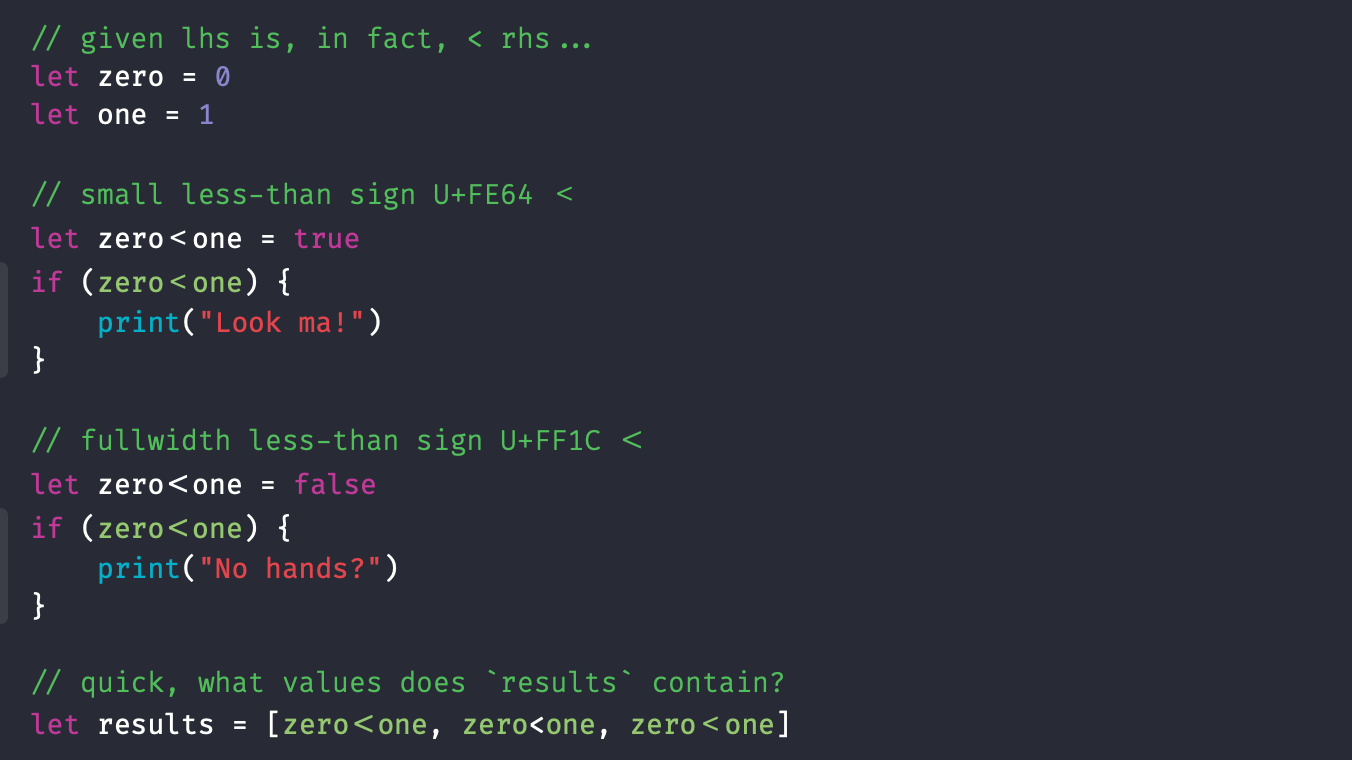 // given lhs is, in fact, < rhs...
let zero = 0
let one = 1
// small less-than sign U+FE64 ﹤
let zero﹤one = true
if (zero﹤one) {
    print("Look ma!")
}
// fullwidth less-than sign U+FF1C ＜
let zero＜one = false
if (zero＜one) {
    print("No hands?")
}
// quick, what values does `results` contain?
let results = [zero＜one, zero<one, zero﹤one]